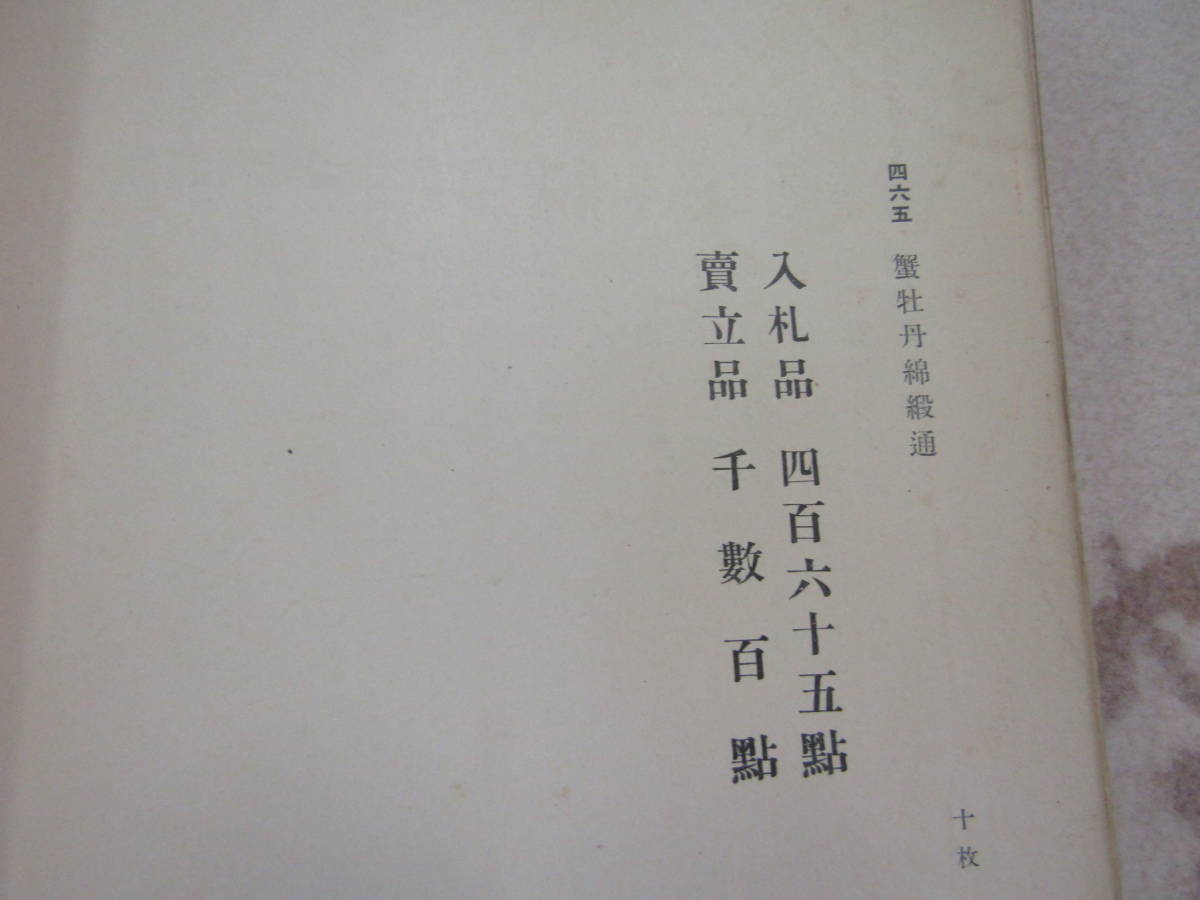 四六五 蟹牡丹綿緞通 十枚
入札品 四百六十五點
賣立品 千數百點